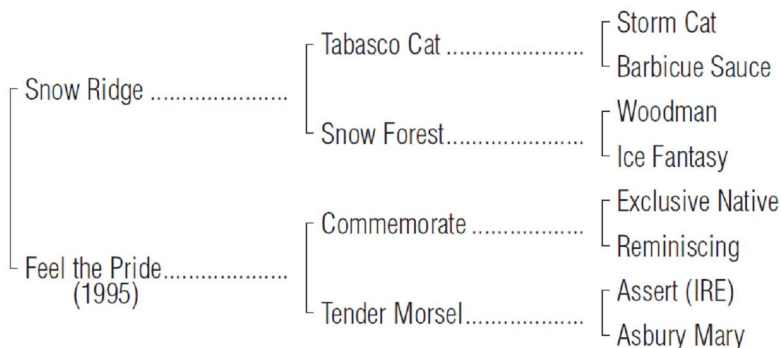 Storm Cat
Tabasco Cat ......................
Barbicue Sauce
Snow Ridge ......................
Woodman
Snow Forest......................
Ice Fantasy
Exclusive Native
Commemorate ..................
Reminiscing
Feel the Pride....................
(1995)
Assert (IRE)
Tender Morsel...................
Asbury Mary